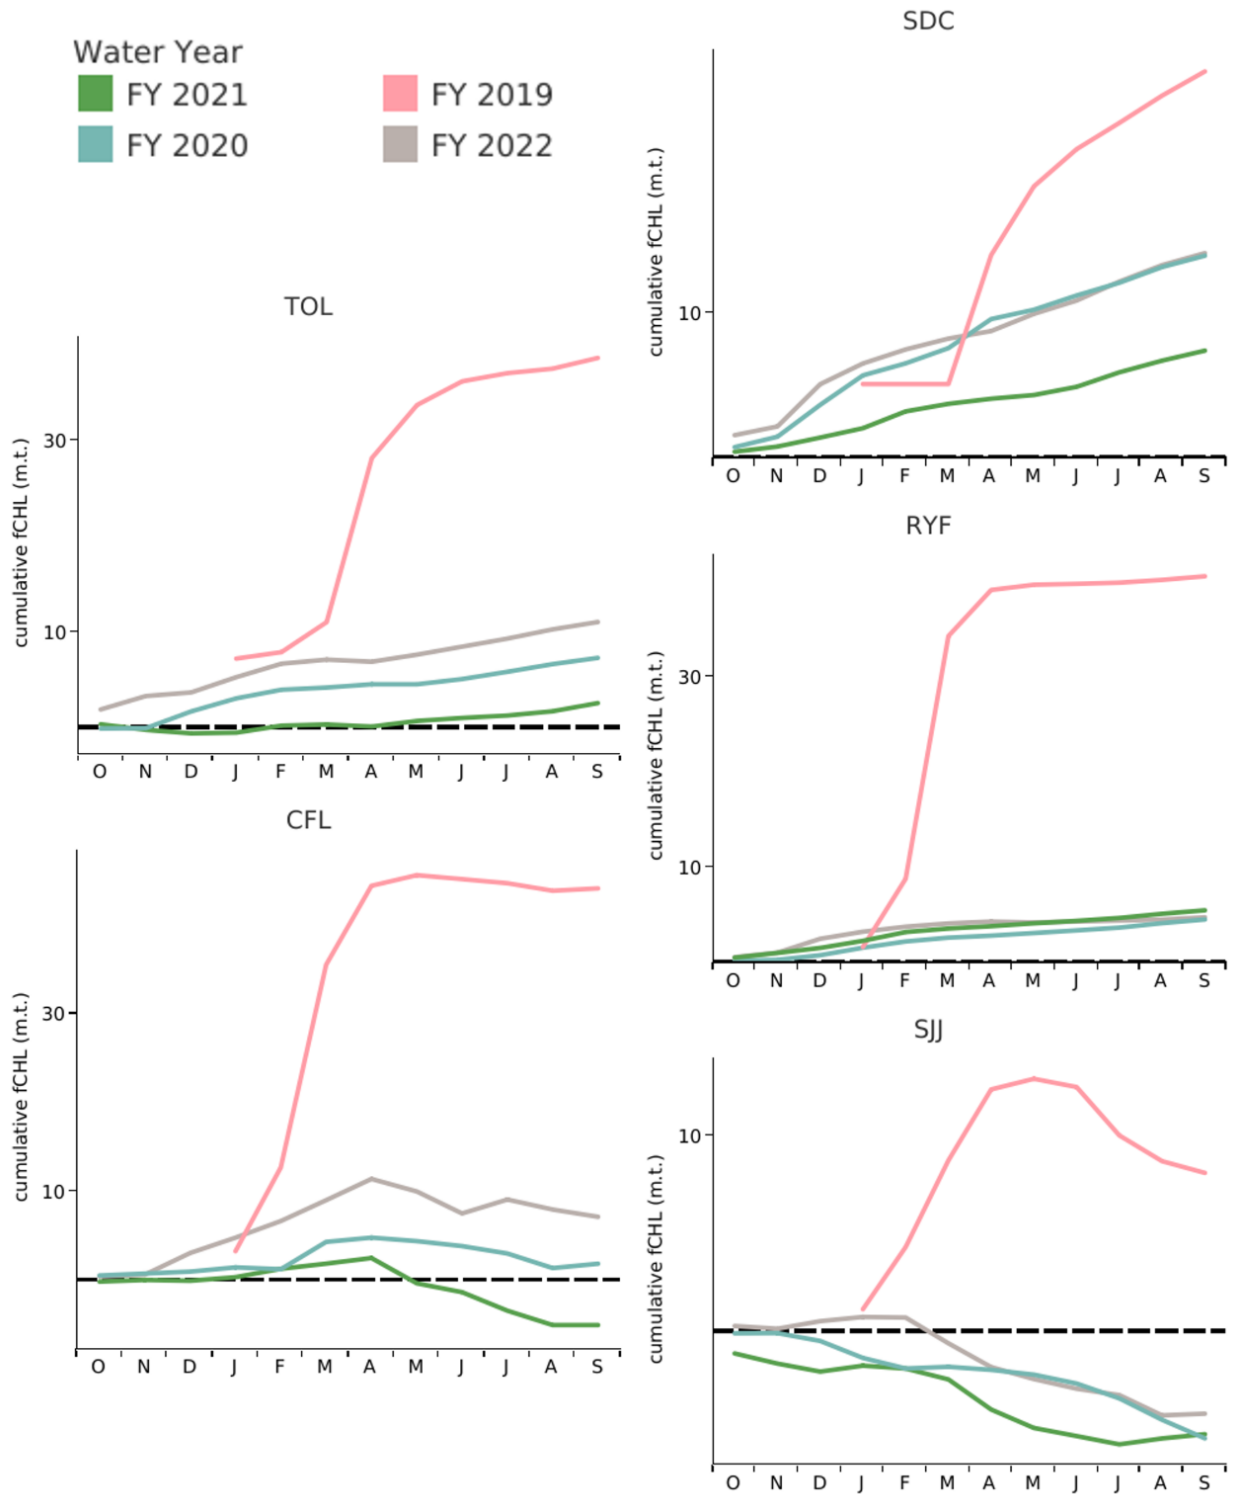 Water Year
FY 2021
FY 2019
FY 2020
FY 2022
TOL
cumulative fCHL (m.t.)
30
10
O N D J F M A M J J A S
CFL
cumulative fCHL (m.t.)
30
10
O N D J F M A M J J A S
SDC
cumulative fCHL (m.t.)
10
O N D J F M A M J J A S
RYF
cumulative fCHL (m.t.)
30
10
O N D J F M A M J J A S
SJJ
cumulative fCHL (m.t.)
10
O N D J F M A M J J A S